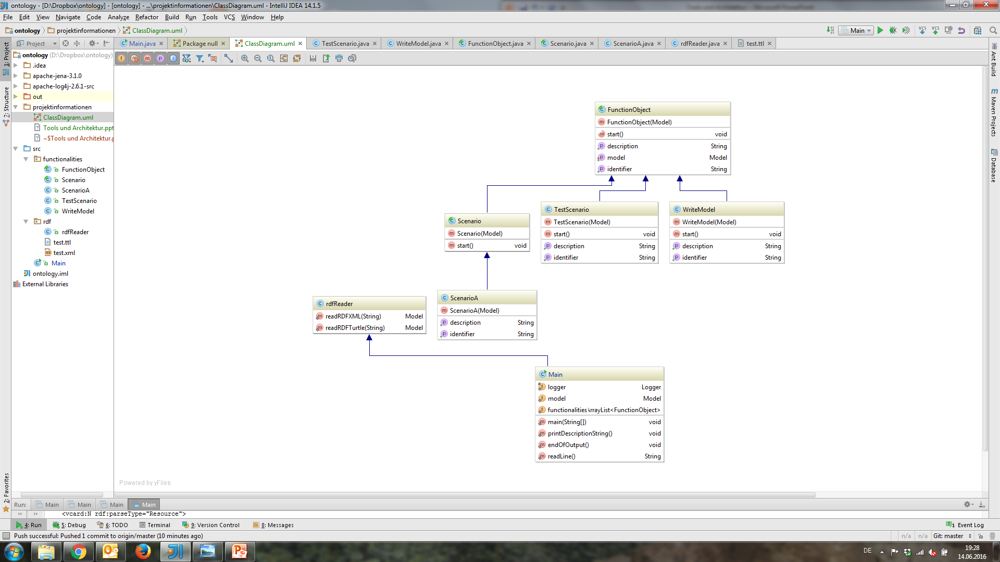 ontology - [D:\Dropbox\ontology] - [ontology] - ...\projektinformationen\ClassDiagram.uml - IntelliJ IDEA 14.1.5
File Edit View Navigate Code Analyze Refactor Build Run Tools VCS Window Help
ontology projektinformationen ClassDiagram.uml
Main
VCS VCS
Project
Main.java Package null ClassDiagram.uml TestScenario.java WriteModel.java FunctionObject.java Scenario.java ScenarioA.java rdfReader.java test.ttl
1: Project
7: Structure
2: Favorites
ontology (D:\Dropbox\ontology)
.idea
apache-jena-3.1.0
apache-log4j-2.6.1-src
out
projektinformationen
ClassDiagram.uml
Tools und Architektur.ppt
~$Tools und Architektur.p
src
functionalities
FunctionObject
Scenario
ScenarioA
TestScenario
WriteModel
rdf
rdfReader
test.ttl
test.xml
Main
ontology.iml
External Libraries
FunctionObject
FunctionObject(Model)
start() void
description String
model Model
identifier String
Scenario
Scenario(Model)
start() void
TestScenario
TestScenario(Model)
start() void
description String
identifier String
WriteModel
WriteModel(Model)
start() void
description String
identifier String
rdfReader
readRDFXML(String) Model
readRDFTurtle(String) Model
ScenarioA
ScenarioA(Model)
description String
identifier String
Main
logger Logger
model Model
functionalities rrayList<FunctionObject>
main(String[]) void
printDescriptionString() void
endOfOutput() void
readLine() String
Powered by yFiles
Ant Build
Maven Projects
Database
Run: Main Main Main Main
<vcard:N rdf:parseType="Resource">
4: Run 5: Debug 6: TODO Terminal 9: Version Control 0: Messages
1 Event Log
Push successful: Pushed 1 commit to origin/master (10 minutes ago)
n/a n/a Git: master
DE
19:28
14.06.2016